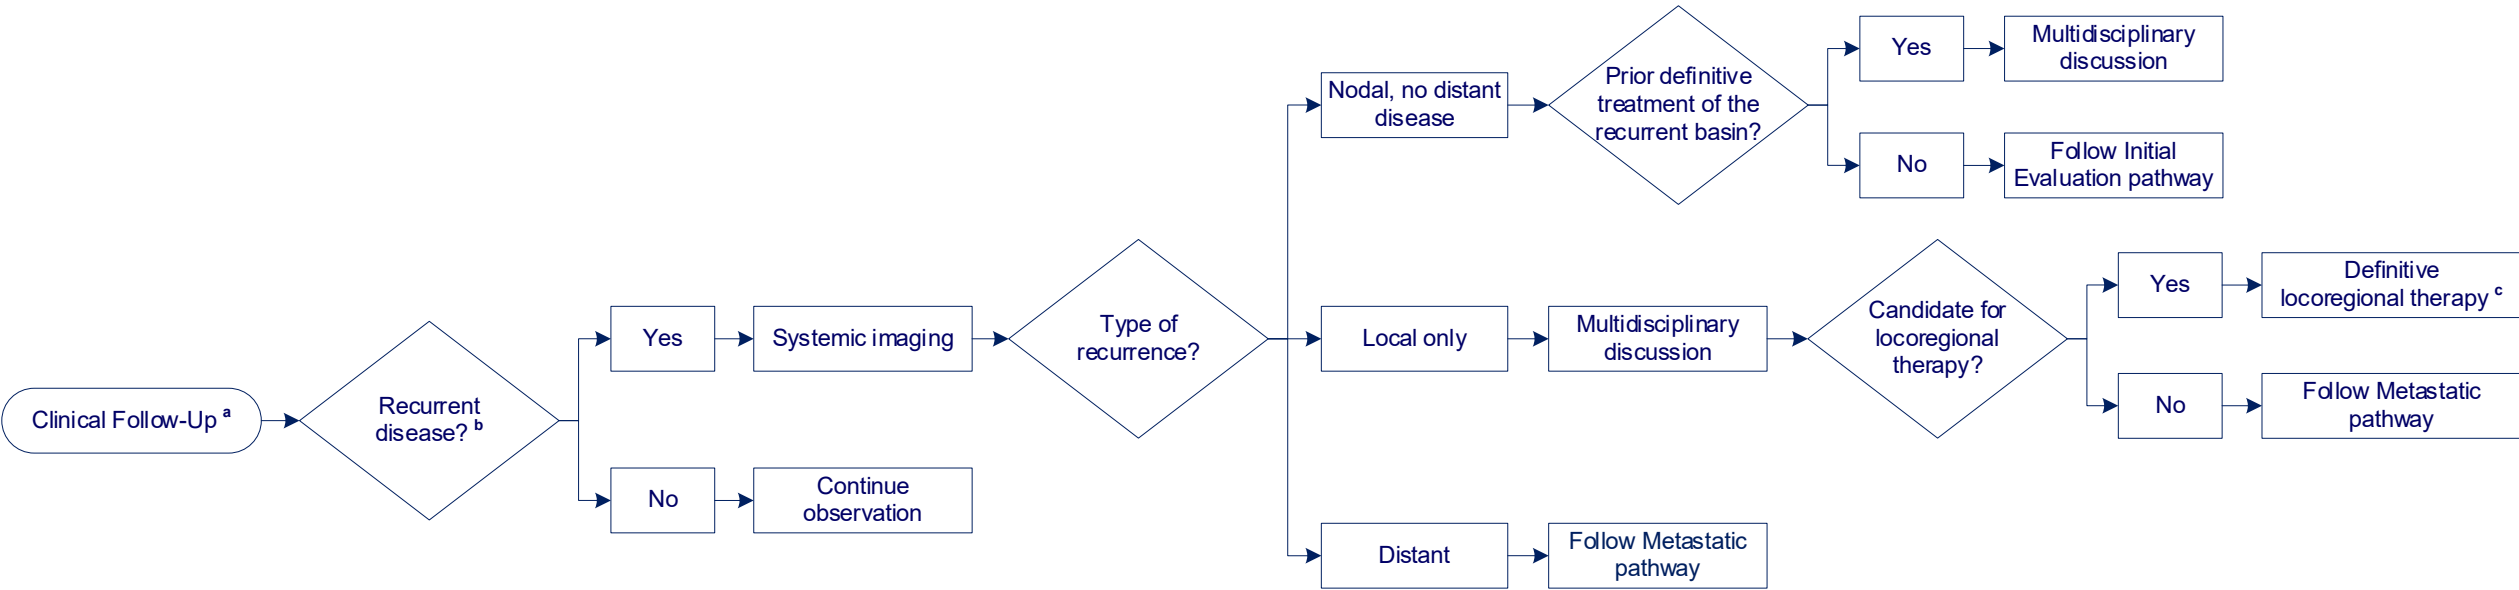 Clinical Follow-Up a
Recurrent
disease? b
Yes
Systemic imaging
No
Continue
observation
Type of
recurrence?
Nodal, no distant
disease
Prior definitive
treatment of the
recurrent basin?
Yes
Multidisciplinary
discussion
No
Follow Initial
Evaluation pathway
Local only
Multidisciplinary
discussion
Candidate for
locoregional
therapy?
Yes
Definitive
locoregional therapy c
No
Follow Metastatic
pathway
Distant
Follow Metastatic
pathway